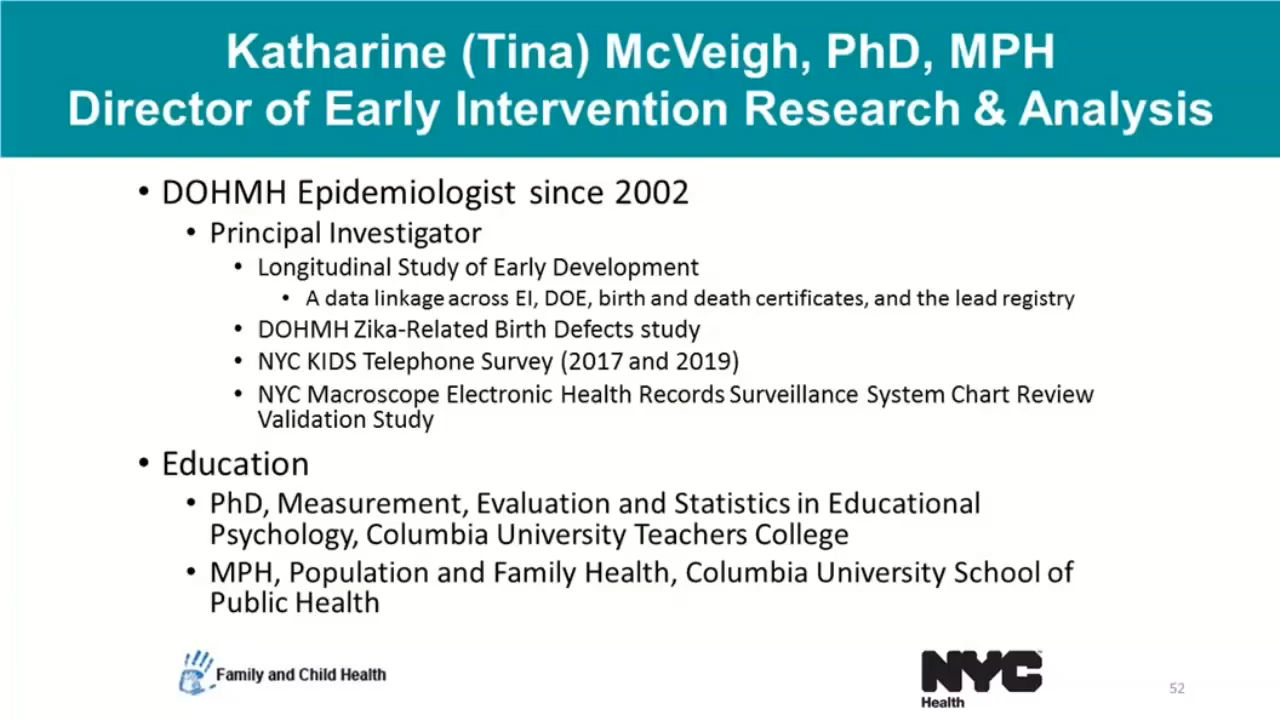 Katharine (Tina) McVeigh, PhD, MPH
Director of Early Intervention Research & Analysis
• DOHMH Epidemiologist since 2002
• Principal Investigator
• Longitudinal Study of Early Development
• A data linkage across EI, DOE, birth and death certificates, and the lead registry
• DOHMH Zika-Related Birth Defects study
• NYC KIDS Telephone Survey (2017 and 2019)
• NYC Macroscope Electronic Health Records Surveillance System Chart Review
Validation Study
• Education
• PhD, Measurement, Evaluation and Statistics in Educational
Psychology, Columbia University Teachers College
• MPH, Population and Family Health, Columbia University School of
Public Health
Family and Child Health
NYC
Health
52